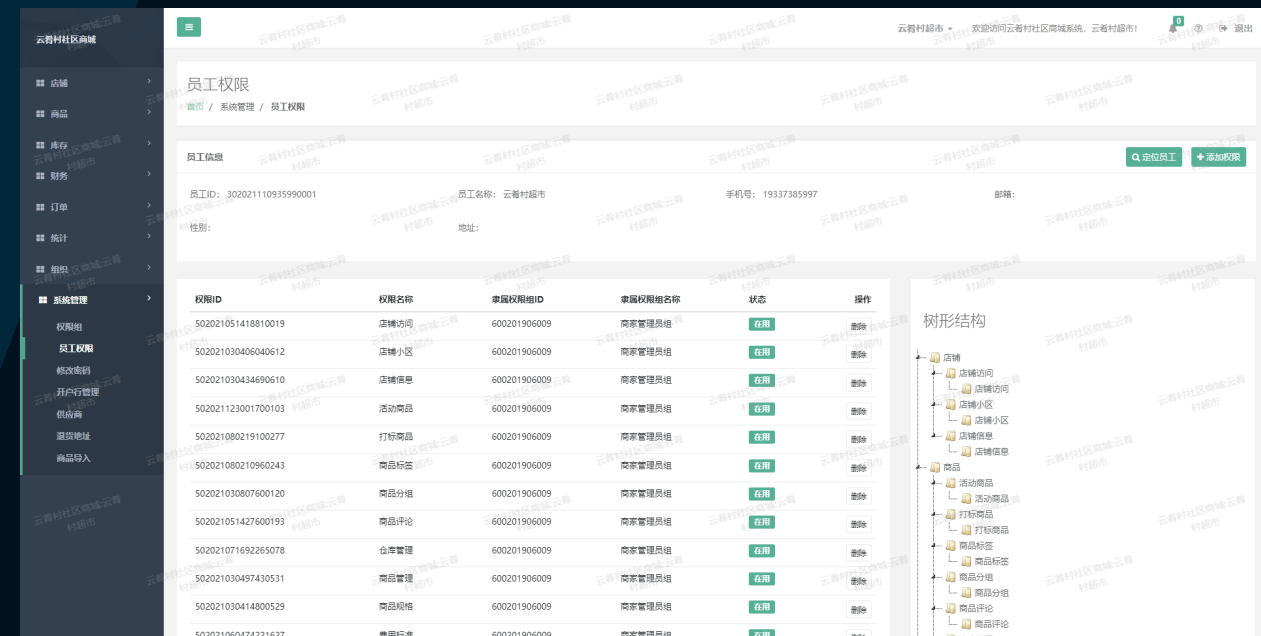 云肴村社区商城
云肴村超市
欢迎访问云肴村社区商城系统，云肴村超市！
0
退出
店铺
商品
库存
财务
订单
统计
组织
系统管理
权限组
员工权限
修改密码
开户行管理
供应商
退货地址
商品导入
员工权限
首页 / 系统管理 / 员工权限
员工信息
定位员工
添加权限
员工ID： 302021110935990001 员工名称： 云肴村超市 手机号： 19337385997 邮箱：
性别： 地址：
权限ID 权限名称 隶属权限组ID 隶属权限组名称 状态 操作
502021051418810019 店铺访问 600201906009 商家管理员组 在用 删除
502021030406040612 店铺小区 600201906009 商家管理员组 在用 删除
502021030434690610 店铺信息 600201906009 商家管理员组 在用 删除
502021123001700103 活动商品 600201906009 商家管理员组 在用 删除
502021080219100277 打标商品 600201906009 商家管理员组 在用 删除
502021080210960243 商品标签 600201906009 商家管理员组 在用 删除
502021030807600120 商品分组 600201906009 商家管理员组 在用 删除
502021051427600193 商品评论 600201906009 商家管理员组 在用 删除
502021071692265078 仓库管理 600201906009 商家管理员组 在用 删除
502021030497430531 商品管理 600201906009 商家管理员组 在用 删除
502021030414800529 商品规格 600201906009 商家管理员组 在用 删除
502021060474221627 费用标准 600201906009 商家管理员组 在用
树形结构
店铺
店铺访问
店铺访问
店铺小区
店铺小区
店铺信息
店铺信息
商品
活动商品
活动商品
打标商品
打标商品
商品标签
商品标签
商品分组
商品分组
商品评论
商品评论